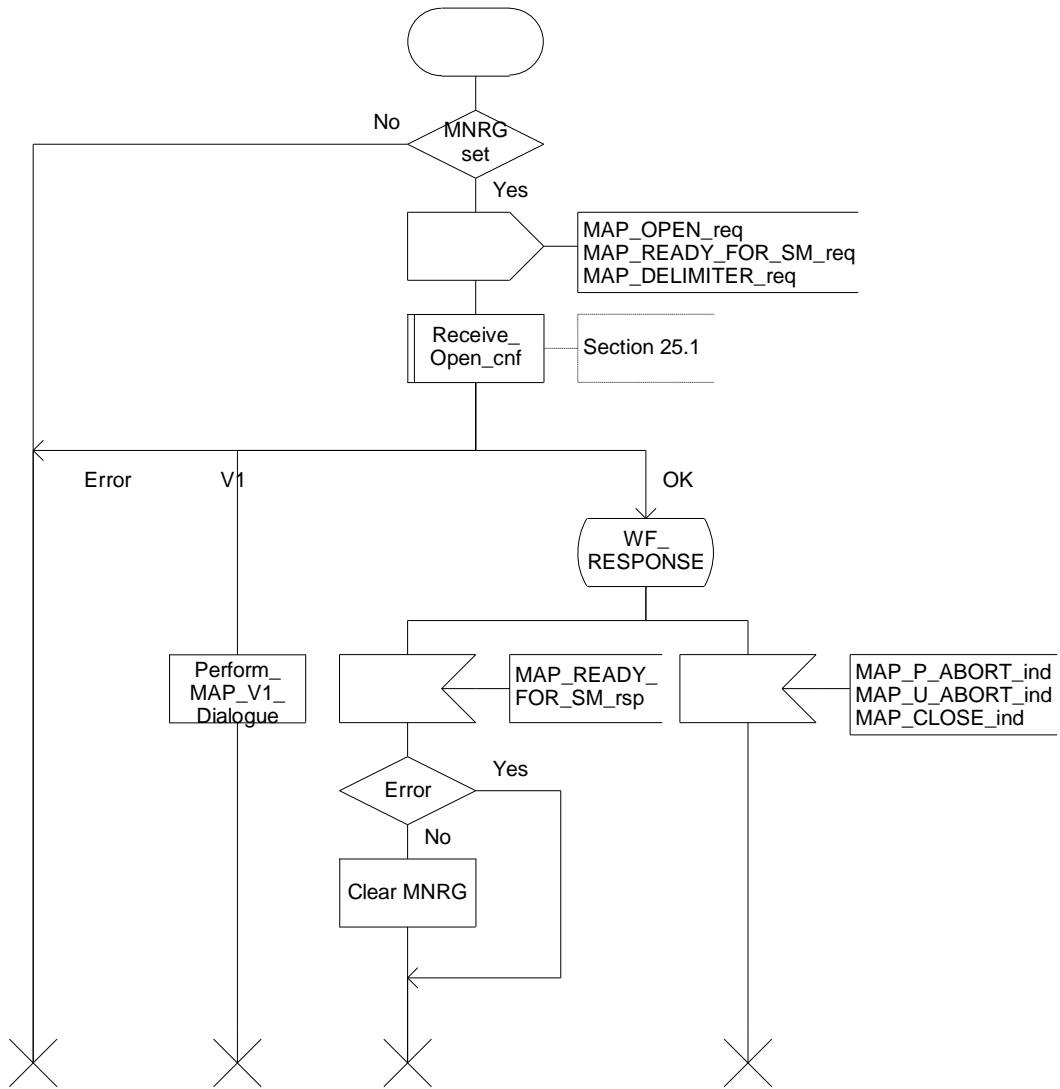 No
MNRG
set
Yes
MAP_OPEN_req
MAP_READY_FOR_SM_req
MAP_DELIMITER_req
Receive_
Open_cnf
Section 25.1
Error
V1
OK
WF_
RESPONSE
Perform_
MAP_V1_
Dialogue
MAP_READY_
FOR_SM_rsp
MAP_P_ABORT_ind
MAP_U_ABORT_ind
MAP_CLOSE_ind
Error
Yes
No
Clear MNRG